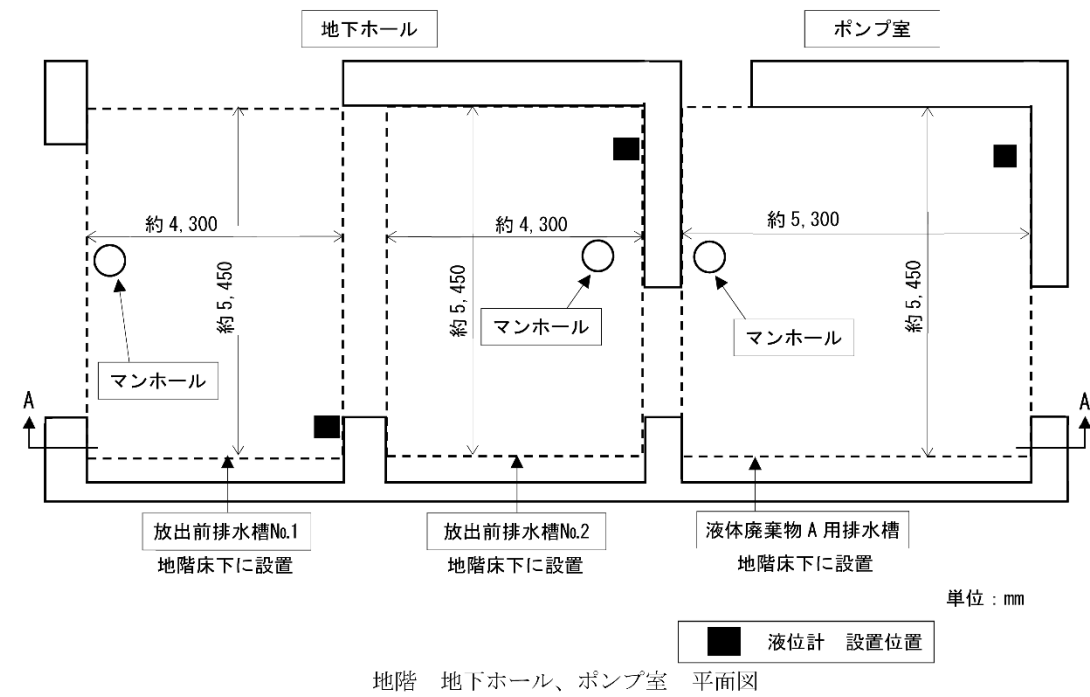 地下ホール
ポンプ室
約4,300
約5,450
マンホール
約4,300
約5,450
マンホール
約5,300
約5,450
マンホール
A
A
放出前排水槽№1
地階床下に設置
放出前排水槽№2
地階床下に設置
液体廃棄物A用排水槽
地階床下に設置
単位:mm
液位計 設置位置
地階 地下ホール、ポンプ室 平面図